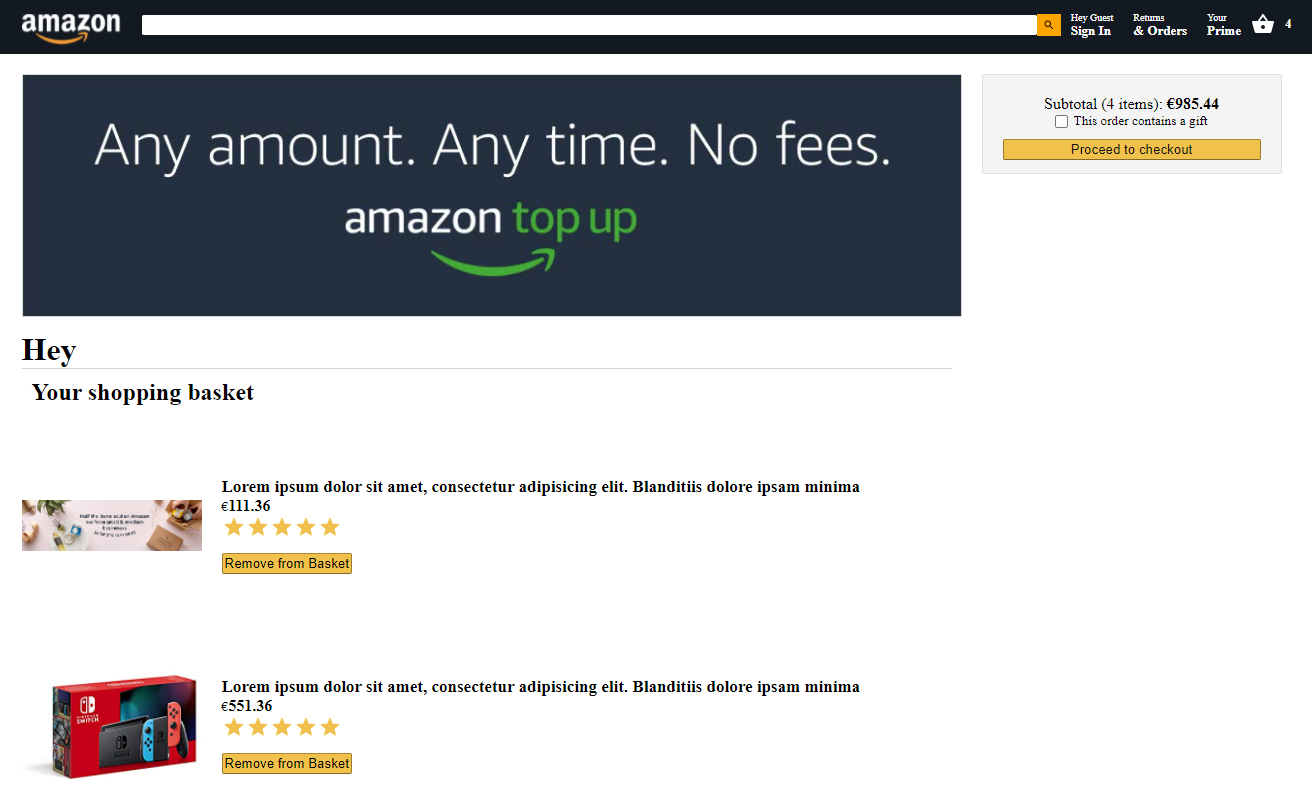 amazon
Hey Guest
Sign In
Returns
& Orders
Your
Prime
4
Any amount. Any time. No fees.
amazon top up
Subtotal (4 items): €985.44
This order contains a gift
Proceed to checkout
Hey
Your shopping basket
Lorem ipsum dolor sit amet, consectetur adipisicing elit. Blanditiis dolore ipsam minima
€111.36
Remove from Basket
Half the items sold on Amazon
are from small & medium
businesses
Lorem ipsum dolor sit amet, consectetur adipisicing elit. Blanditiis dolore ipsam minima
€551.36
Remove from Basket
NINTENDO
SWITCH